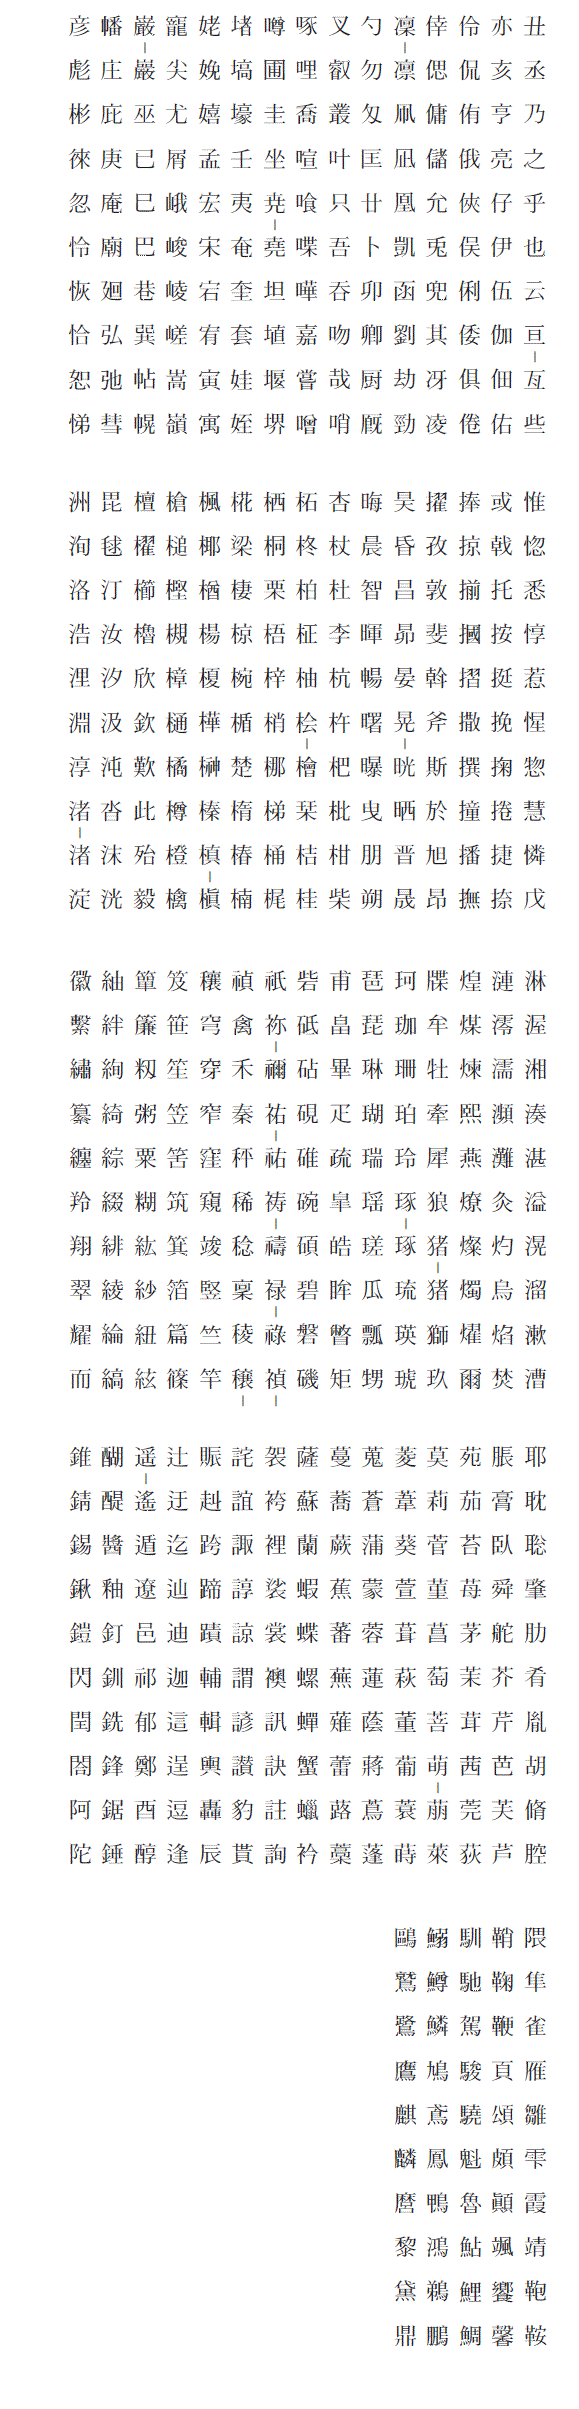 丑丞乃之乎也云亘亙些
亦亥亨亮仔伊伍伽佃佑
伶侃侑俄俠俣俐倭俱倦
倖偲傭儲允兎兜其冴凌
凜凛凧凪凰凱函劉劫勁
勺勿匁匡廿卜卯卿厨厩
叉叡叢叶只吾吞吻哉哨
啄哩喬喧喰喋嘩嘉嘗噌
噂圃圭坐尭堯坦埴堰堺
堵塙壕壬夷奄奎套娃姪
姥娩嬉孟宏宋宕宥寅寓
寵尖尤屑峨峻崚嵯嵩嶺
巌巖巫已巳巴巷巽帖幌
幡庄庇庚庵廟廻弘弛彗
彦彪彬徠忽怜恢恰恕悌
惟惚悉惇惹惺惣慧憐戊
或戟托按挺挽掬捲捷捺
捧掠揃摑摺撒撰撞播撫
擢孜敦斐斡斧斯於旭昂
昊昏昌昴晏晃晄晒晋晟
晦晨智暉暢曙曝曳朋朔
杏杖杜李杭杵杷枇柑柴
柘柊柏柾柚桧檜栞桔桂
栖桐栗梧梓梢梛梯桶梶
椛梁棲椋椀楯楚楕椿楠
楓椰楢楊榎樺榊榛槙槇
槍槌樫槻樟樋橘樽橙檎
檀櫂櫛櫓欣欽歎此殆毅
毘毬汀汝汐汲沌沓沫洸
洲洵洛浩浬淵淳渚渚淀
淋渥湘湊湛溢滉溜漱漕
漣澪濡瀕灘灸灼烏焰焚
煌煤煉熙燕燎燦燭燿爾
牒牟牡牽犀狼猪猪獅玖
珂珈珊珀玲琢琢琉瑛琥
琶琵琳瑚瑞瑶瑳瓜瓢甥
甫畠畢疋疏皐皓眸瞥矩
砦砥砧硯碓碗碩碧磐磯
祇祢禰祐祐禱禱禄祿禎
禎禽禾秦秤稀稔稟稜穣
穰穹穿窄窪窺竣竪竺竿
笈笹笙笠筈筑箕箔篇篠
簞簾籾粥粟糊紘紗紐絃
紬絆絢綺綜綴緋綾綸縞
徽繫繡纂纏羚翔翠耀而
耶耽聡肇肋肴胤胡脩腔
脹膏臥舜舵芥芹芭芙芦
苑茄苔苺茅茉茸茜莞荻
莫莉菅菫菖萄菩萌萠萊
菱葦葵萱葺萩董葡蓑蒔
蒐蒼蒲蒙蓉蓮蔭蔣蔦蓬
蔓蕎蕨蕉蕃蕪薙蕾蕗藁
薩蘇蘭蝦蝶螺蟬蟹蠟衿
袈袴裡裟裳襖訊訣註詢
詫誼諏諄諒謂諺讃豹貰
賑赳跨蹄蹟輔輯輿轟辰
辻迂迄辿迪迦這逞逗逢
遥遙遁遼邑祁郁鄭酉醇
醐醍醬釉釘釧銑鋒鋸錘
錐錆錫鍬鎧閃閏閤阿陀
隈隼雀雁雛雫霞靖鞄鞍
鞘鞠鞭頁頌頗顚颯饗馨
馴馳駕駿驍魁魯鮎鯉鯛
鰯鱒鱗鳩鳶鳳鴨鴻鵜鵬
鷗鷲鷺鷹麒麟麿黎黛鼎